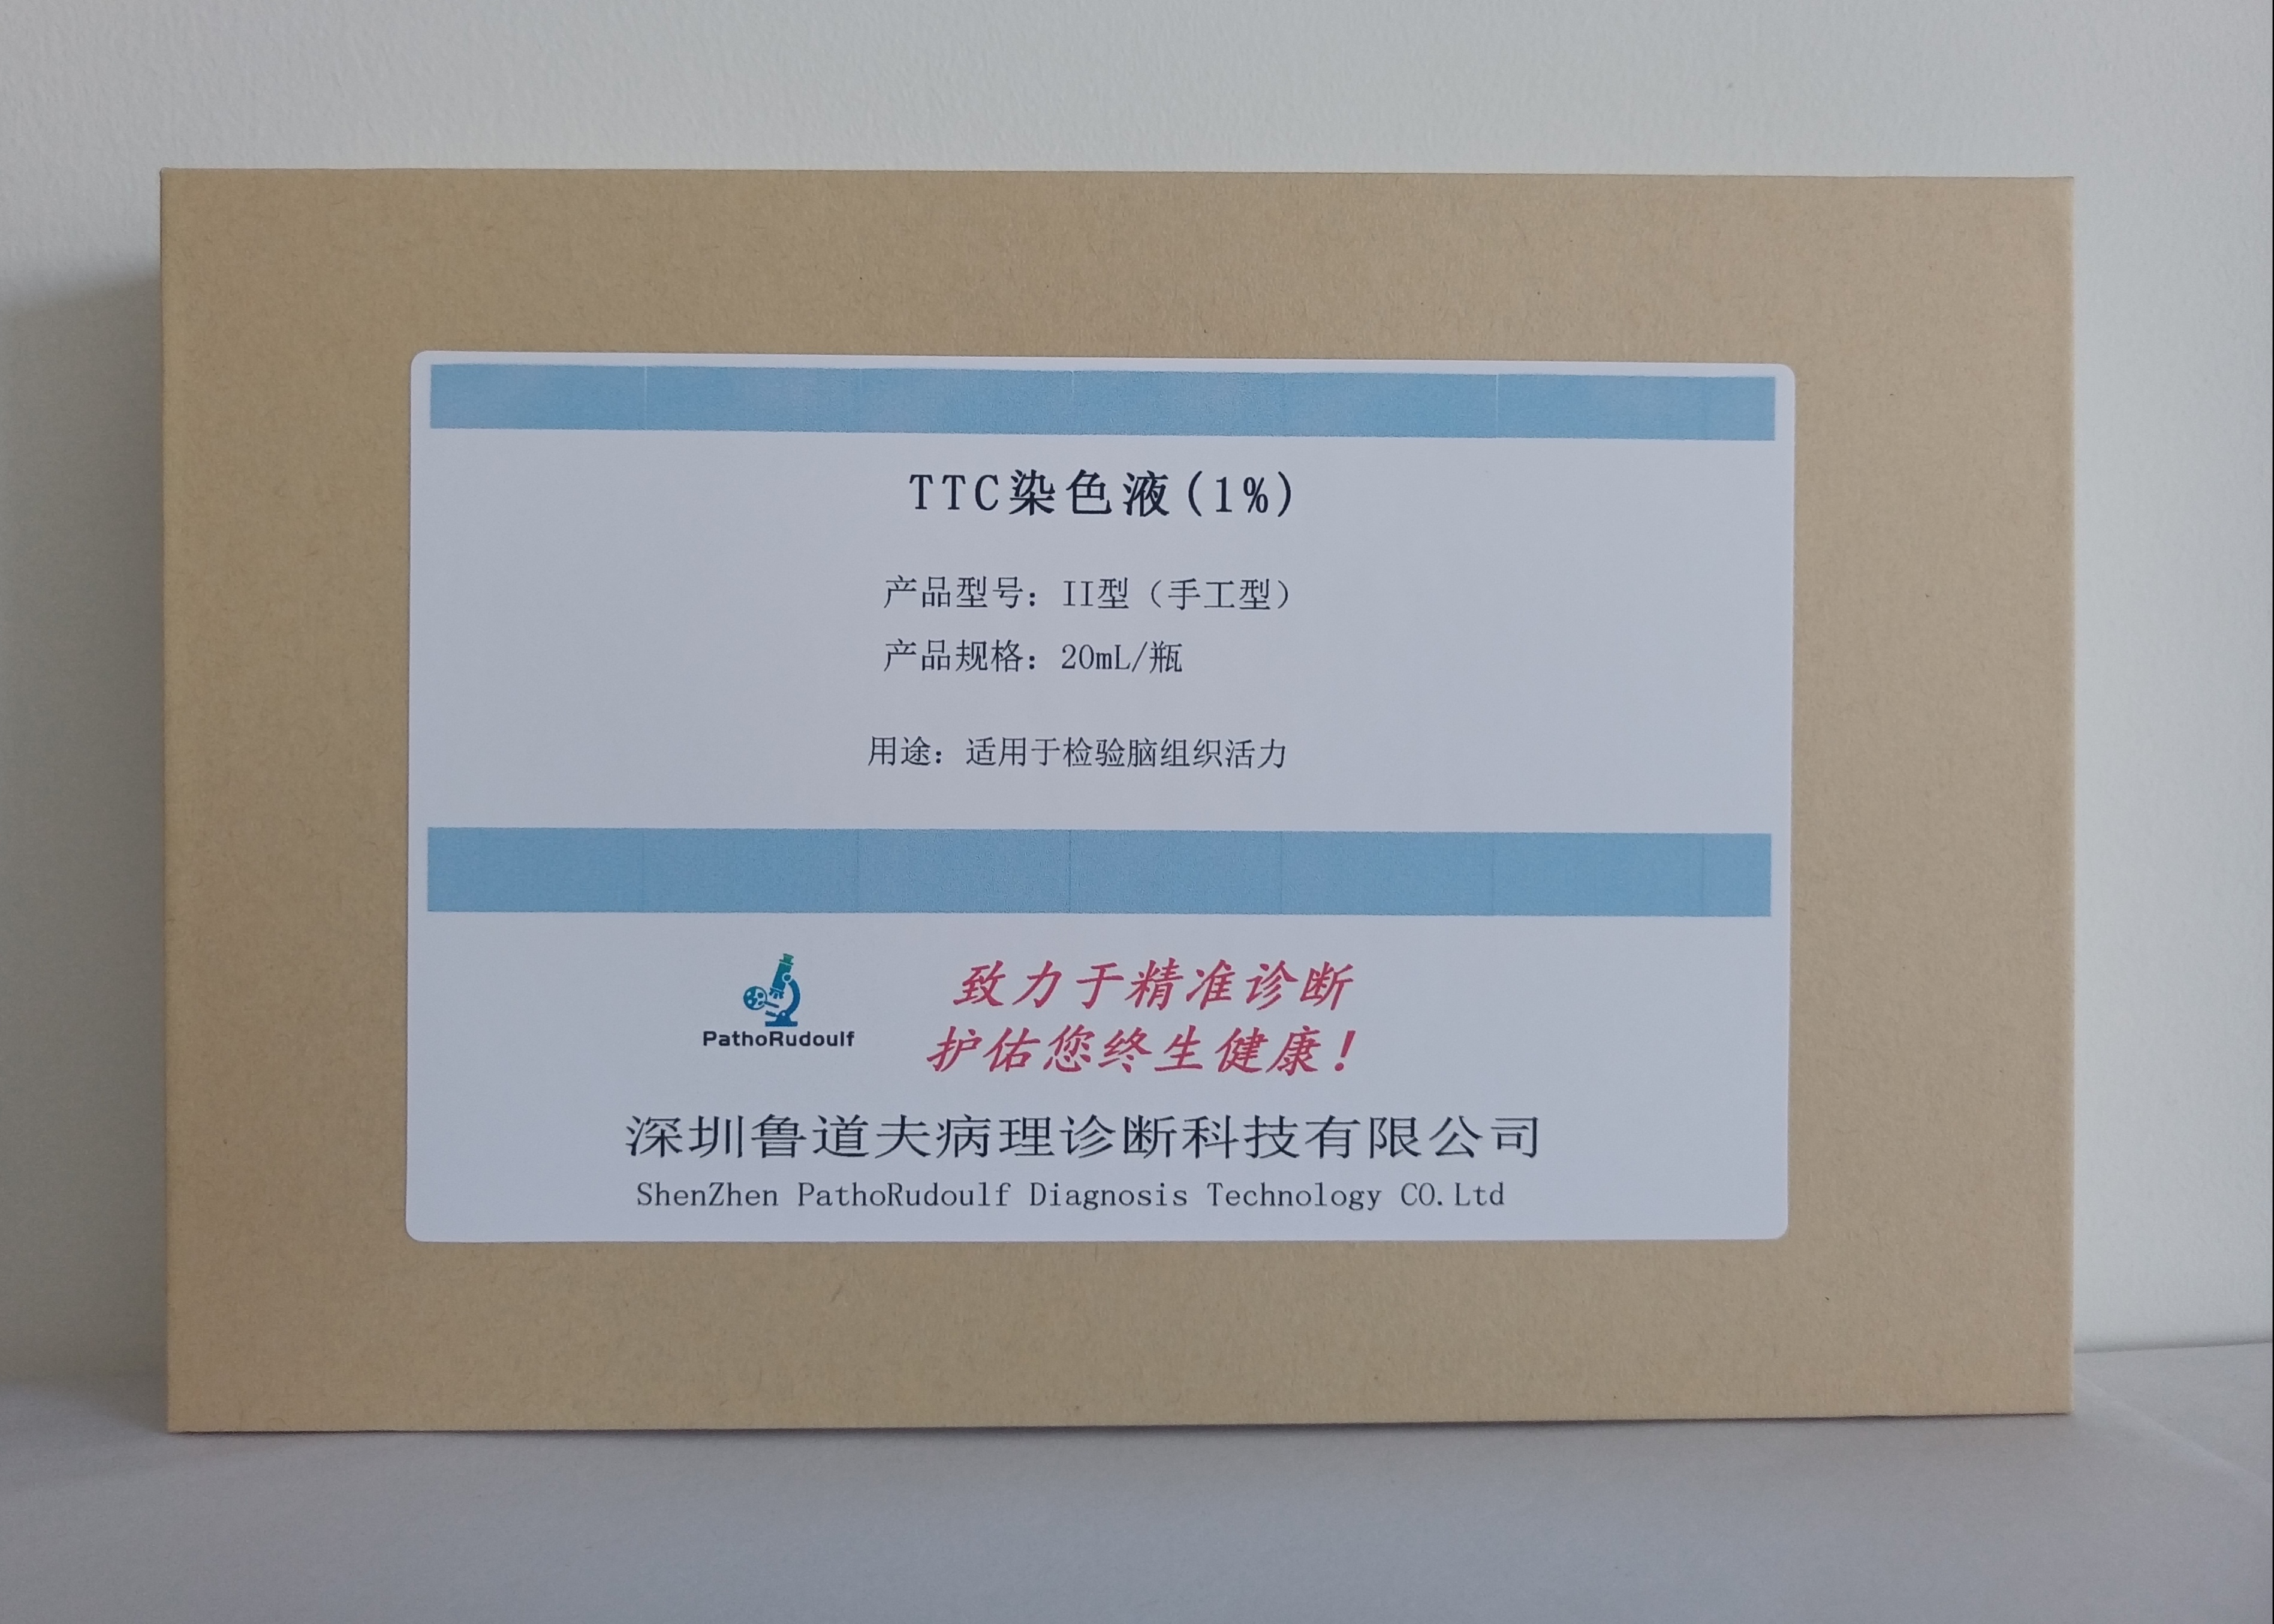 TTC染色液(1%)
产品型号：II型（手工型）
产品规格：20mL/瓶
用途：适用于检验脑组织活力
PathoRudoulf
致力于精准诊断
护佑您终生健康！
深圳鲁道夫病理诊断科技有限公司
ShenZhen PathoRudoulf Diagnosis Technology CO.Ltd